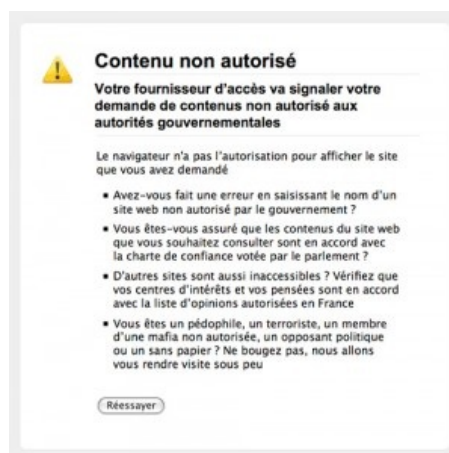 Contenu non autorisé
Votre fournisseur d'accès va signaler votre
demande de contenus non autorisé aux
autorités gouvernementales
Le navigateur n'a pas l'autorisation pour afficher le site
que vous avez demandé
▪ Avez-vous fait une erreur en saisissant le nom d'un
site web non autorisé par le gouvernement ?
▪ Vous êtes-vous assuré que les contenus du site web
que vous souhaitez consulter sont en accord avec
la charte de confiance votée par le parlement ?
▪ D'autres sites sont aussi inaccessibles ? Vérifiez que
vos centres d'intérêts et vos pensées sont en accord
avec la liste d'opinions autorisées en France
▪ Vous êtes un pédophile, un terroriste, un membre
d'une mafia non autorisée, un opposant politique
ou un sans papier ? Ne bougez pas, nous allons
vous rendre visite sous peu
Réessayer